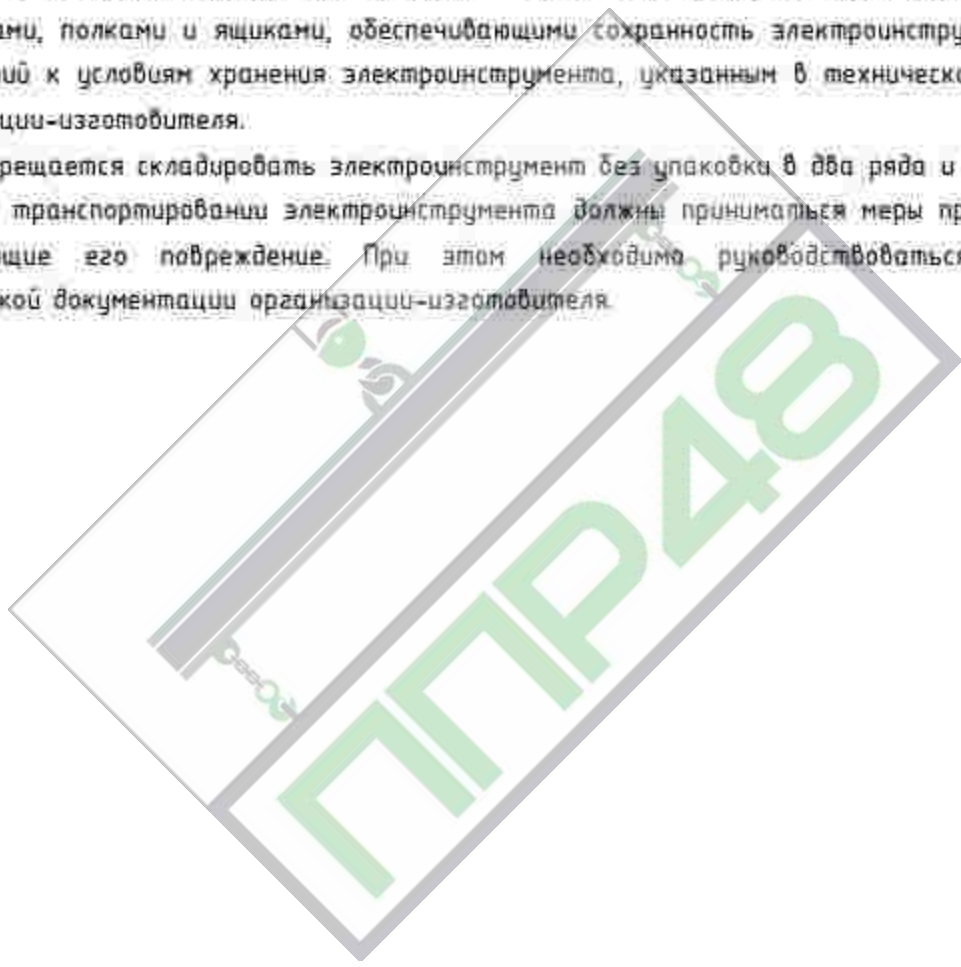 ами, полками и ящиками, обеспечивающими сохранность электроинстру
ий к условиям хранения электроинструмента, указанным в техническо
ции-изготовителя.
рещается складировать электроинструмент без упаковки в два ряда и
транспортировании электроинструмента должны приниматься меры пр
щие его повреждение. При этом необходимо руководствоваться
кой документации организации-изготовителя.
ППР48